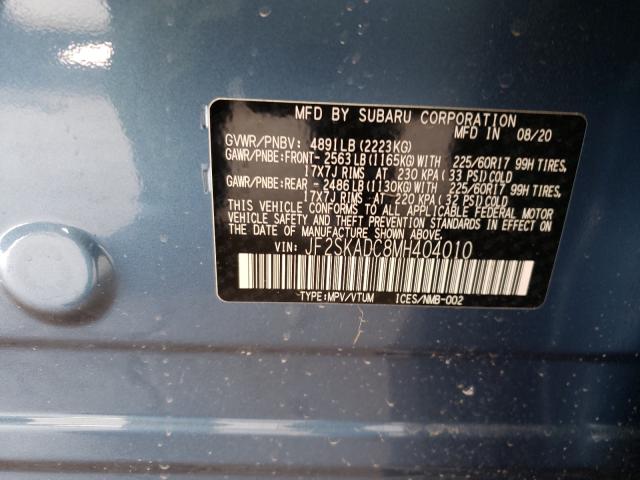 MFD BY SUBARU CORPORATION
MFD IN 08/20
GVWR/PNBV: 4891LB (2223KG)
GAWR/PNBE:FRONT- 2563LB (1165KG) WITH 225/60R17 99H TIRES,
17X7J RIMS AT 230 KPA (33 PSI) COLD
GAWR/PNBE:REAR - 2486LB (1130KG) WITH 225/60R17 99H TIRES,
17X7J RIMS AT 220 KPA (32 PSI) COLD
THIS VEHICLE CONFORMS TO ALL APPLICABLE FEDERAL MOTOR
VEHICLE SAFETY AND THEFT PREVENTION STANDARDS IN EFFECT ON
THE DATE OF MANUFACTURE SHOWN ABOVE.
VIN: JF2SKADC8MH404010
TYPE:MPV/VTUM ICES/NMB-002